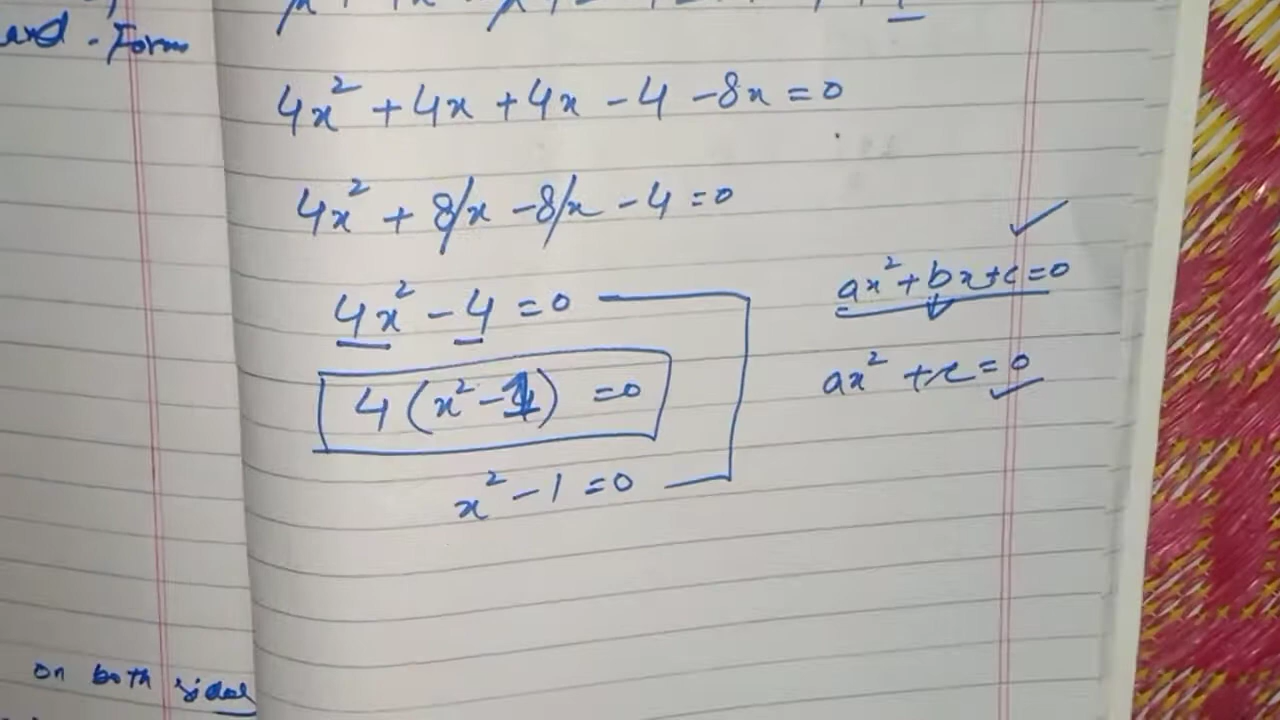 and. Form
4x² + 4x + 4x - 4 - 8x = 0
4x² + 8x - 8x - 4 = 0
4x² - 4 = 0
4(x² - 1) = 0
x² - 1 = 0
ax² + bx + c = 0
ax² + c = 0
on both sides